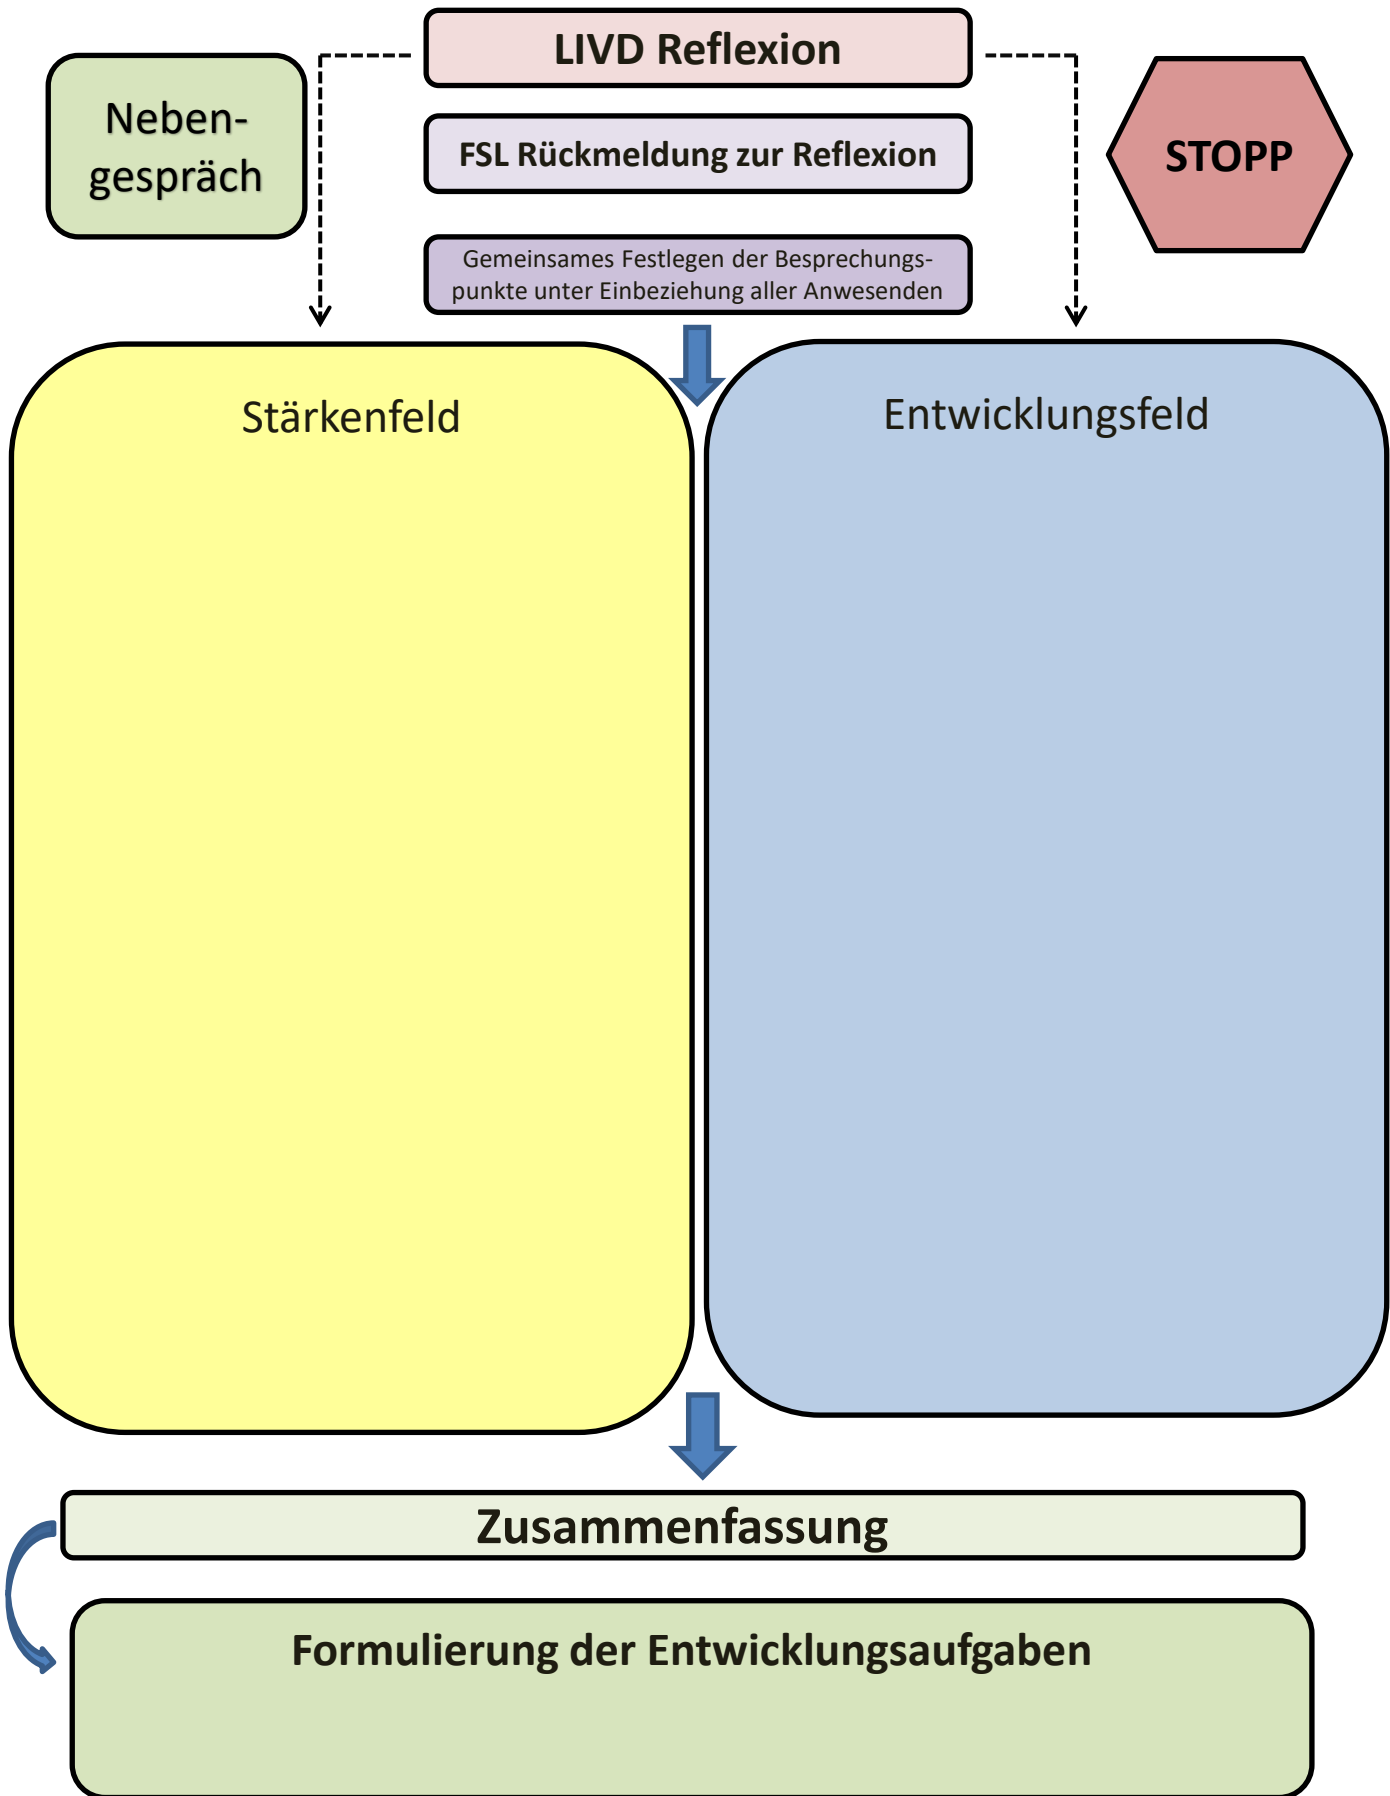 LIVD Reflexion
Neben-
gespräch
FSL Rückmeldung zur Reflexion
STOPP
Gemeinsames Festlegen der Besprechungs-
punkte unter Einbeziehung aller Anwesenden
Stärkenfeld
Entwicklungsfeld
Zusammenfassung
Formulierung der Entwicklungsaufgaben